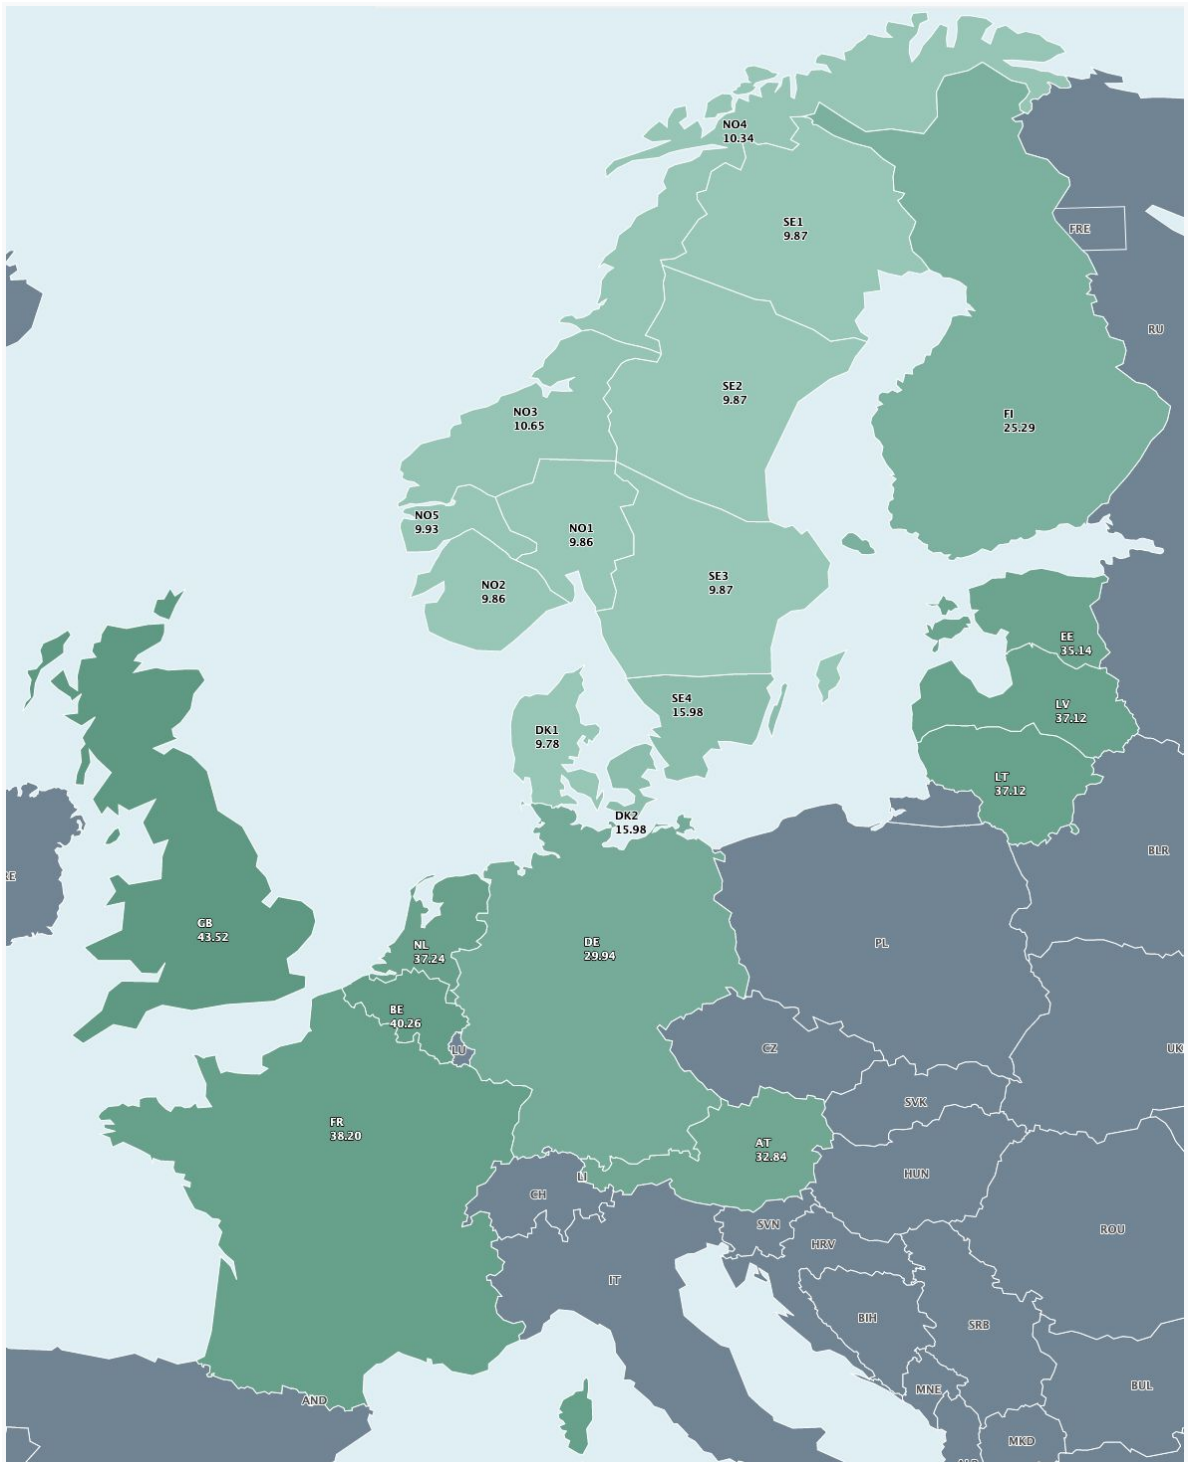 NO4
10.34
SE1
9.87
FRE
RU
SE2
9.87
NO3
10.65
FI
25.29
NO5
9.93
NO1
9.86
SE3
9.87
NO2
9.86
EE
35.14
SE4
15.98
LV
37.12
DK1
9.78
LT
37.12
DK2
15.98
BLR
RE
GB
43.52
NL
37.24
DE
29.94
PL
BE
40.26
LU
CZ
UK
SVK
FR
38.20
AT
32.84
LI
CH
HUN
SVN
HRV
ROU
IT
BIH
SRB
MNE
BUL
AND
MKD